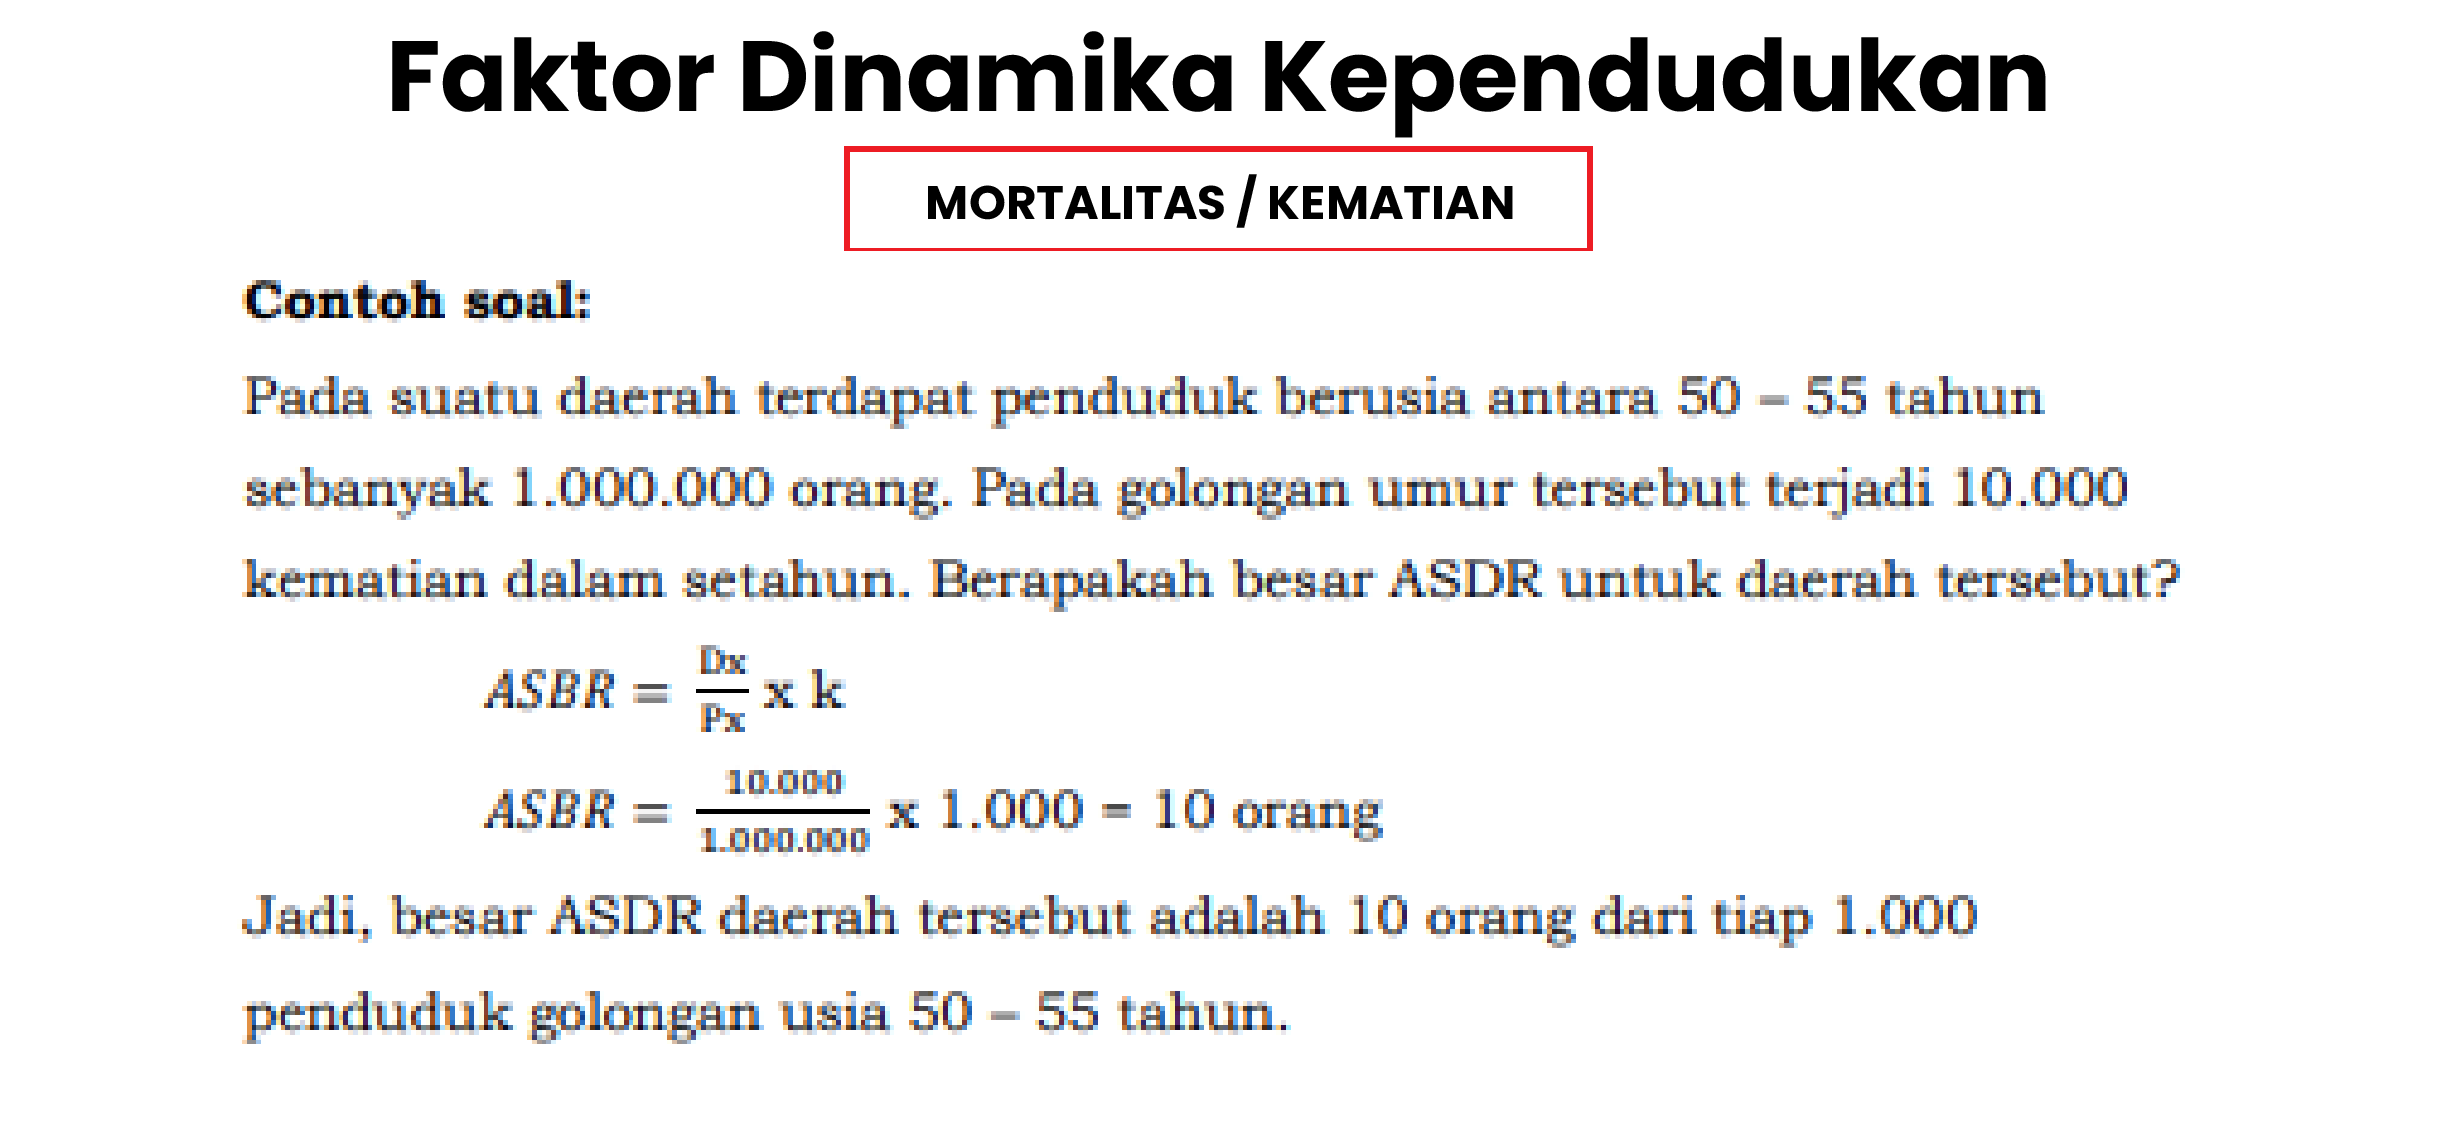 Faktor Dinamika Kependudukan
MORTALITAS / KEMATIAN
Contoh soal:
Pada suatu daerah terdapat penduduk berusia antara 50 – 55 tahun
sebanyak 1.000.000 orang. Pada golongan umur tersebut terjadi 10.000
kematian dalam setahun. Berapakah besar ASDR untuk daerah tersebut?
ASBR = Dx/Px x k
ASBR = 10.000/1.000.000 x 1.000 = 10 orang
Jadi, besar ASDR daerah tersebut adalah 10 orang dari tiap 1.000
penduduk golongan usia 50 – 55 tahun.